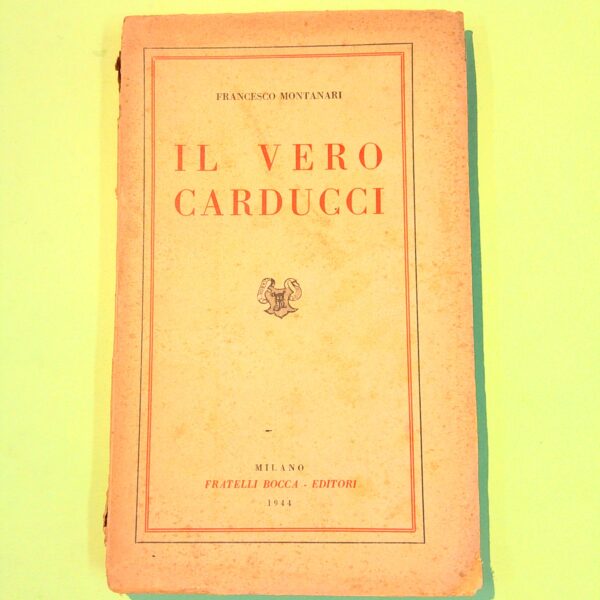 FRANCESCO MONTANARI
IL VERO
CARDUCCI
MILANO
FRATELLI BOCCA - EDITORI
1944